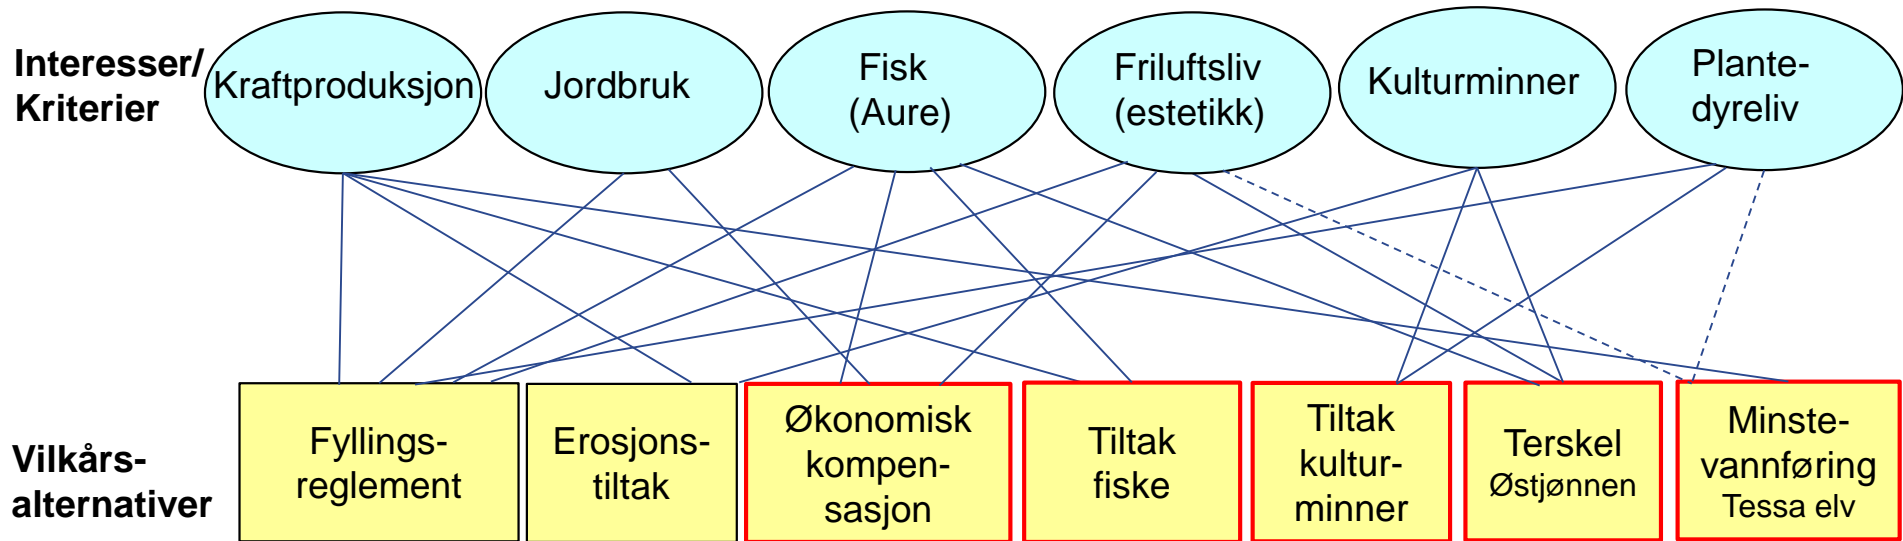 Interesser/
Kriterier
Kraftproduksjon
Jordbruk
Fisk
(Aure)
Friluftsliv
(estetikk)
Kulturminner
Plante-
dyreliv
Vilkårs-
alternativer
Fyllings-
reglement
Erosjons-
tiltak
Økonomisk
kompen-
sasjon
Tiltak
fiske
Tiltak
kultur-
minner
Terskel
Østjønnen
Minste-
vannføring
Tessa elv